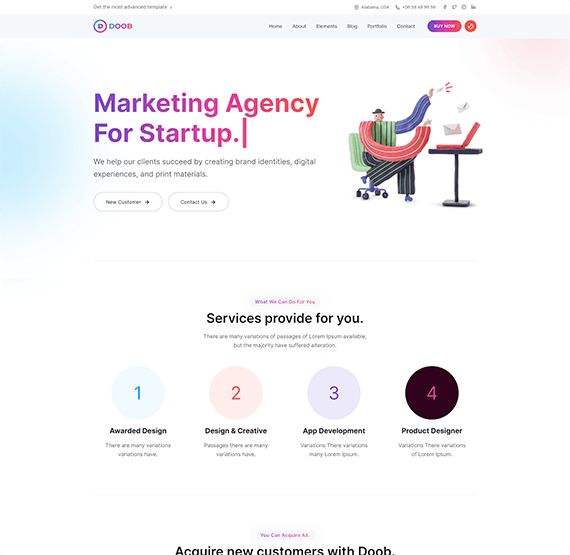 Get the most advanced template
Alabama, USA
+06 58 49 99 56
DOOB
Home
About
Elements
Blog
Portfolio
Contact
BUY NOW
Marketing Agency
For Startup.
We help our clients succeed by creating brand identities, digital
experiences, and print materials.
New Customer
Contact Us
What We Can Do For You
Services provide for you.
There are many variations of passages of Lorem Ipsum available,
but the majority have suffered alteration.
1
2
3
4
Awarded Design
Design & Creative
App Development
Product Designer
There are many variations
variations have.
Passages there are many
variations have.
Variations There variations
many Lorem Ipsum.
Variations There variations
of Lorem Ipsum.
You Can Acquire All.
Acquire new customers with Doob.